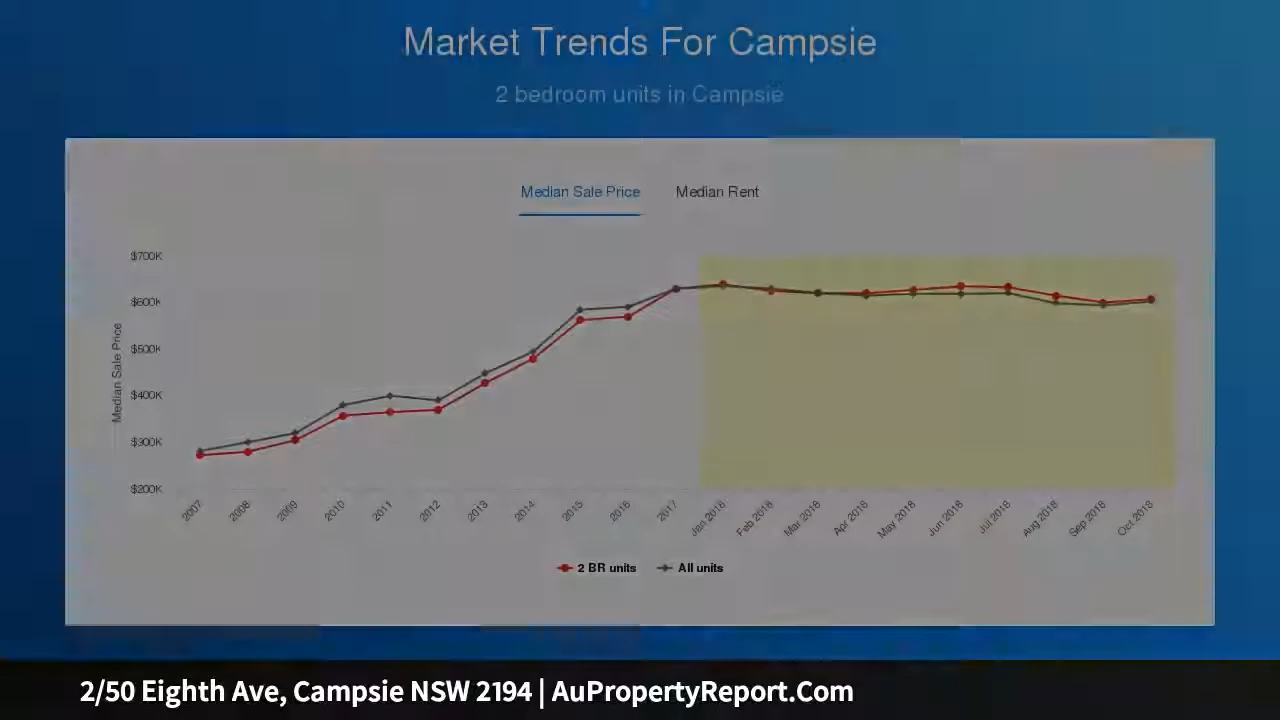 Market Trends For Campsie
2 bedroom units in Campsie
Median Sale Price Median Rent
$700K
$600K
$500K
$400K
$300K
$200K
Median Sale Price
2007 2008 2009 2010 2011 2012 2013 2014 2015 2016 2017 Jan 2018 Feb 2018 Mar 2018 Apr 2018 May 2018 Jun 2018 Jul 2018 Aug 2018 Sep 2018 Oct 2018
2 BR units All units
2/50 Eighth Ave, Campsie NSW 2194 | AuPropertyReport.Com